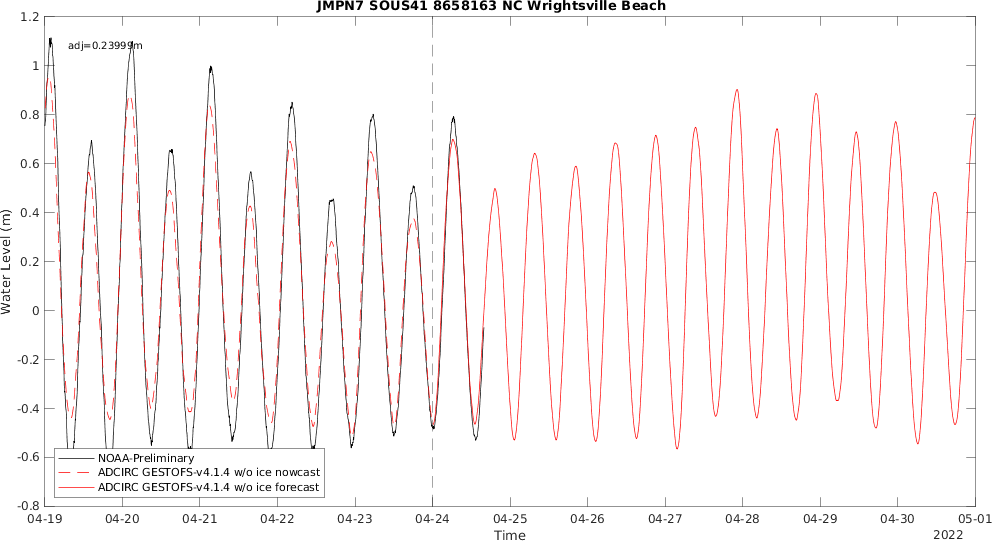 JMPN7 SOUS41 8658163 NC Wrightsville Beach
adj=0.23999m
1.2
1
0.8
0.6
0.4
0.2
0
-0.2
-0.4
-0.6
-0.8
Water Level (m)
NOAA-Preliminary
ADCIRC GESTOFS-v4.1.4 w/o ice nowcast
ADCIRC GESTOFS-v4.1.4 w/o ice forecast
04-19 04-20 04-21 04-22 04-23 04-24 04-25 04-26 04-27 04-28 04-29 04-30 05-01
Time
2022